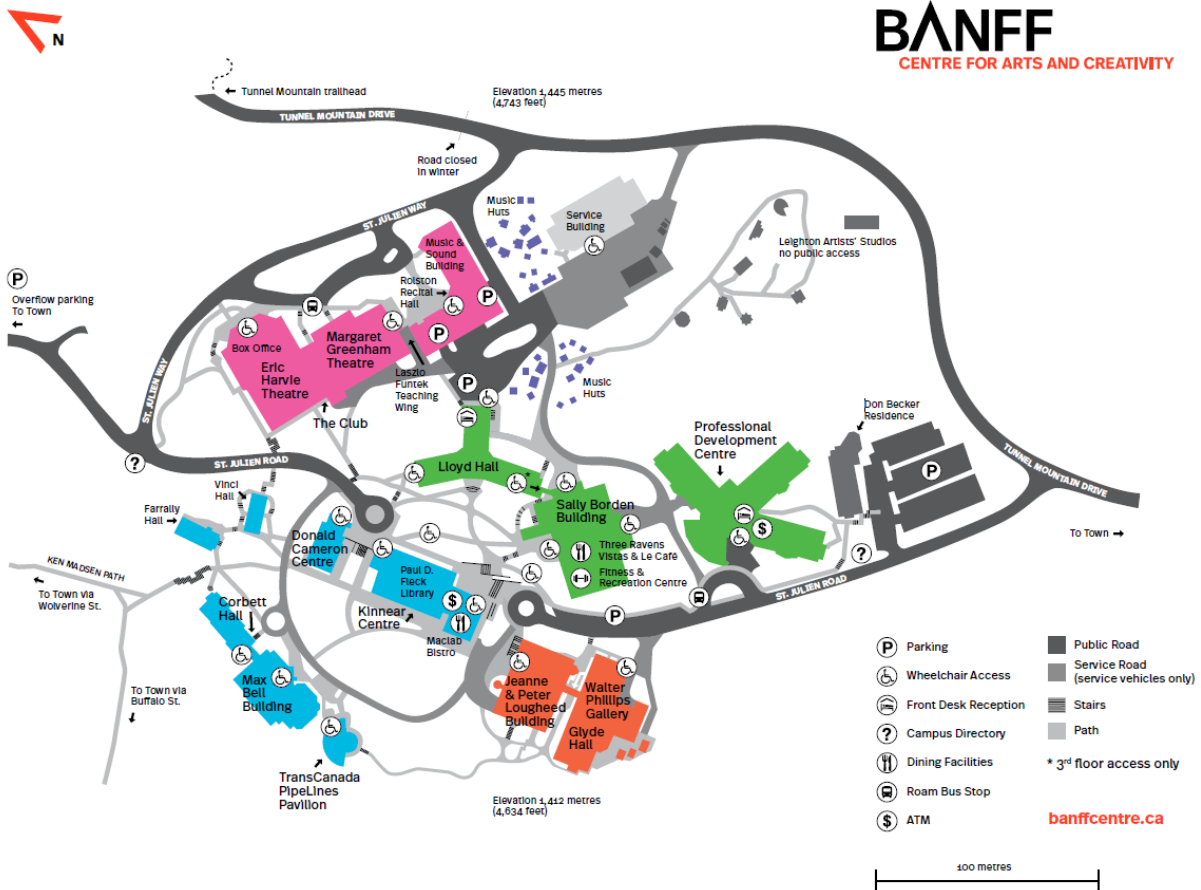 N
BANFF
CENTRE FOR ARTS AND CREATIVITY
Tunnel Mountain trailhead
Elevation 1,445 metres
(4,743 feet)
TUNNEL MOUNTAIN DRIVE
Road closed
in winter
ST. JULIEN WAY
Music
Huts
Service
Building
Music &
Sound
Building
Leighton Artists' Studios
no public access
P
Overflow parking
To Town
Rolston
Recital
Hall
P
Box Office
Margaret
Greenham
Theatre
P
Eric
Harvie
Theatre
Laszlo
Funtek
Teaching
Wing
P
Music
Huts
ST. JULIEN WAY
The Club
Don Becker
Residence
Professional
Development
Centre
?
ST. JULIEN ROAD
Lloyd Hall
*
P
TUNNEL MOUNTAIN DRIVE
Vinci
Hall
Farrally
Hall
Sally Borden
Building
$
To Town
Donald
Cameron
Centre
Three Ravens
Vistas & Le Café
?
Paul D.
Fleck
Library
Fitness &
Recreation Centre
KEN MADSEN PATH
To Town via
Wolverine St.
Corbett
Hall
$
Kinnear
Centre
P
ST. JULIEN ROAD
Maclab
Bistro
Max
Bell
Building
Jeanne
& Peter
Lougheed
Building
Walter
Phillips
Gallery
Glyde
Hall
To Town via
Buffalo St.
TransCanada
PipeLines
Pavilion
Elevation 1,412 metres
(4,634 feet)
P Parking
Wheelchair Access
Front Desk Reception
? Campus Directory
Dining Facilities
Roam Bus Stop
$ ATM
Public Road
Service Road
(service vehicles only)
Stairs
Path
* 3rd floor access only
banffcentre.ca
100 metres